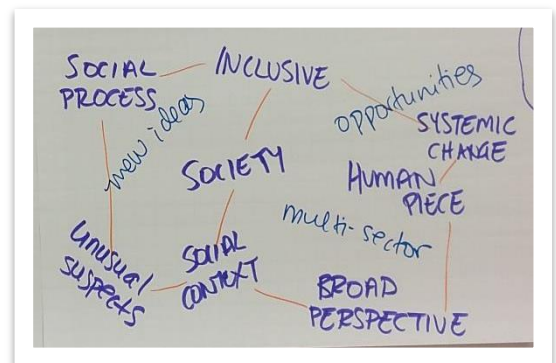 SOCIAL
PROCESS
INCLUSIVE
new ideas
opportunities
SYSTEMIC
CHANGE
SOCIETY
HUMAN
PIECE
multi-sector
unusual
suspects
SOCIAL
CONTEXT
BROAD
PERSPECTIVE